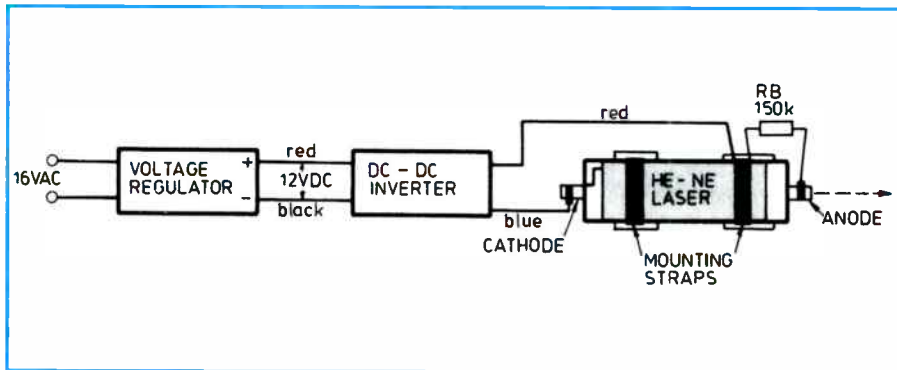 16VAC
VOLTAGE
REGULATOR
+
-
red
12VDC
black
DC - DC
INVERTER
red
blue
CATHODE
HE-NE
LASER
MOUNTING
STRAPS
RB
150k
ANODE